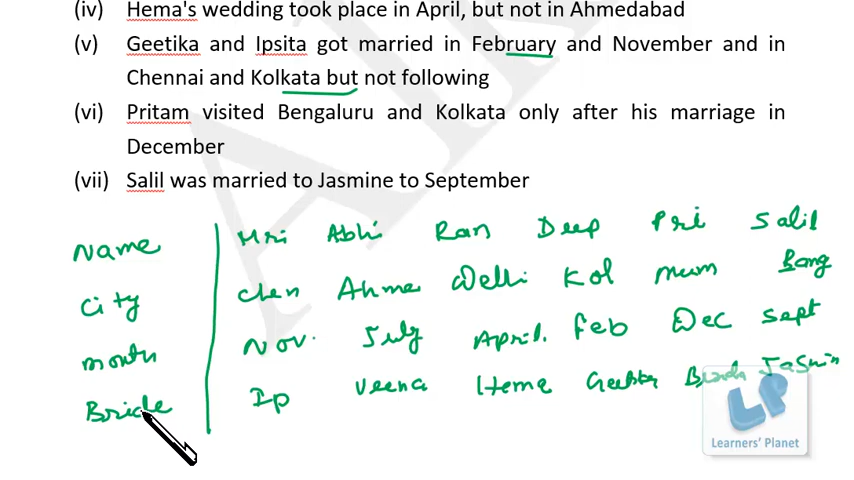 (iv) Hema's wedding took place in April, but not in Ahmedabad
(v) Geetika and Ipsita got married in February and November and in
Chennai and Kolkata but not following
(vi) Pritam visited Bengaluru and Kolkata only after his marriage in
December
(vii) Salil was married to Jasmine to September
Name Mri Abhi Ran Deep Pri Salil
City Chen Ahme Delhi Kol Mum Bang
Month Nov. July April. Feb Dec Sept
Bride Ip Veena Heme
LP
Learners' Planet